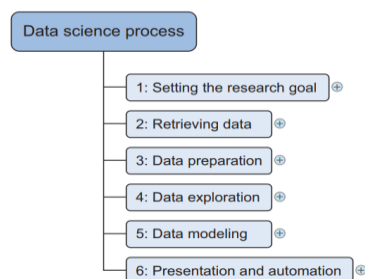 Data science process
1: Setting the research goal
2: Retrieving data
3: Data preparation
4: Data exploration
5: Data modeling
6: Presentation and automation